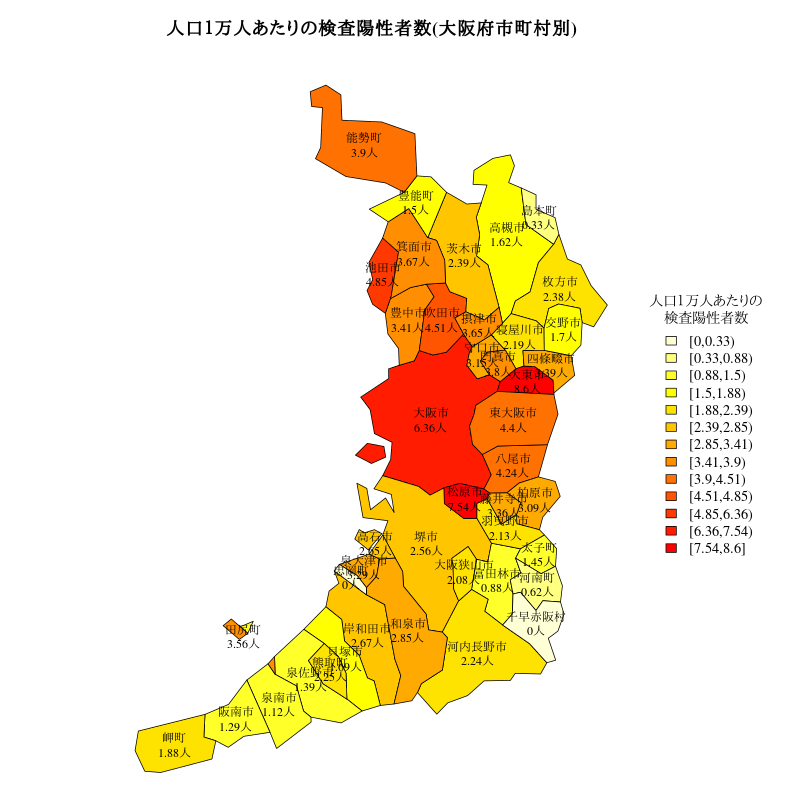 人口1万人あたりの検査陽性者数(大阪府市町村別)
能勢町
3.9人
豊能町
1.5人
島本町
0.33人
高槻市
1.62人
茨木市
2.39人
箕面市
3.67人
池田市
4.85人
枚方市
2.38人
豊中市
3.41人
吹田市
4.51人
摂津市
3.65人
寝屋川市
2.19人
交野市
1.7人
守口市
3.15人
門真市
3.8人
四條畷市
大東市
8.6人
大阪市
6.36人
東大阪市
4.4人
八尾市
4.24人
松原市
7.54人
藤井寺市
3.36人
柏原市
3.09人
羽曳野市
2.13人
高石市
堺市
2.56人
太子町
1.45人
大阪狭山市
2.08人
富田林市
0.88人
河南町
0.62人
忠岡町
0人
千早赤阪村
0人
田尻町
3.56人
岸和田市
2.67人
和泉市
2.85人
河内長野市
2.24人
貝塚市
熊取町
2.25人
泉佐野市
1.39人
泉南市
1.12人
阪南市
1.29人
岬町
1.88人
人口1万人あたりの
検査陽性者数
[0,0.33)
[0.33,0.88)
[0.88,1.5)
[1.5,1.88)
[1.88,2.39)
[2.39,2.85)
[2.85,3.41)
[3.41,3.9)
[3.9,4.51)
[4.51,4.85)
[4.85,6.36)
[6.36,7.54)
[7.54,8.6]